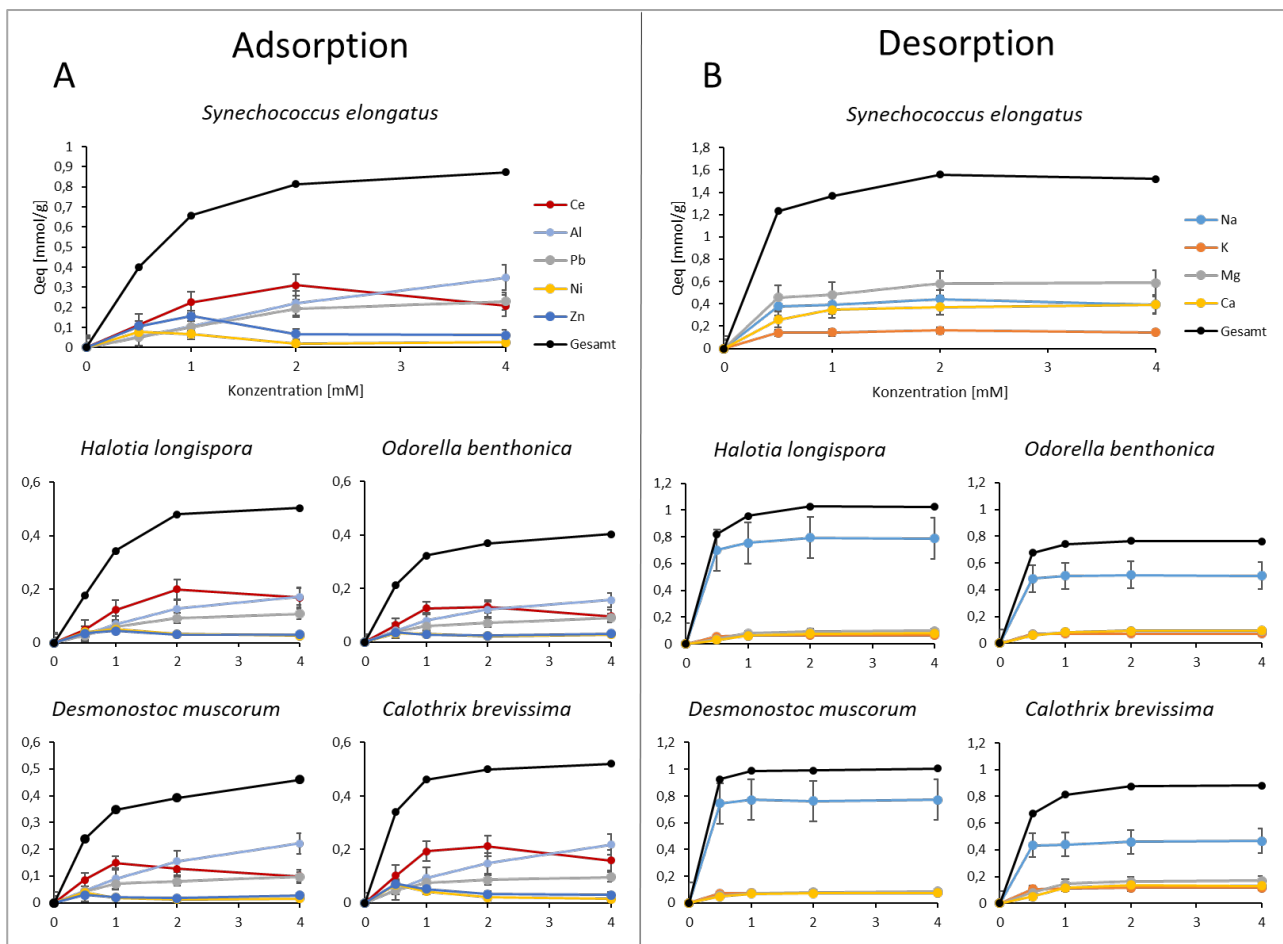 Adsorption
A
Synechococcus elongatus
Qeq [mmol/g]
1
0,9
0,8
0,7
0,6
0,5
0,4
0,3
0,2
0,1
0
0 1 2 3 4
Konzentration [mM]
Ce
Al
Pb
Ni
Zn
Gesamt
Halotia longispora
0,6
0,4
0,2
0
0 1 2 3 4
Odorella benthonica
0,6
0,4
0,2
0
0 1 2 3 4
Desmonostoc muscorum
0,6
0,5
0,4
0,3
0,2
0,1
0
0 1 2 3 4
Calothrix brevissima
0,6
0,4
0,2
0
0 1 2 3 4
Desorption
B
Synechococcus elongatus
Qeq [mmol/g]
1,8
1,6
1,4
1,2
1
0,8
0,6
0,4
0,2
0
0 1 2 3 4
Konzentration [mM]
Na
K
Mg
Ca
Gesamt
Halotia longispora
1,2
1
0,8
0,6
0,4
0,2
0
0 1 2 3 4
Odorella benthonica
1,2
1
0,8
0,6
0,4
0,2
0
0 1 2 3 4
Desmonostoc muscorum
1,2
1
0,8
0,6
0,4
0,2
0
0 1 2 3 4
Calothrix brevissima
1,2
1
0,8
0,6
0,4
0,2
0
0 1 2 3 4